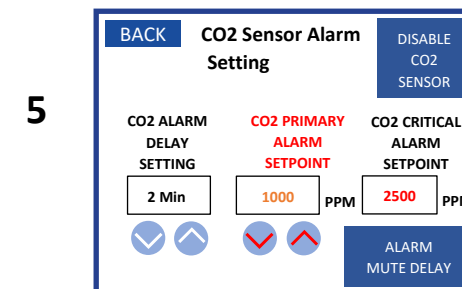 5
BACK
CO2 Sensor Alarm
Setting
DISABLE
CO2
SENSOR
CO2 ALARM
DELAY
SETTING
CO2 PRIMARY
ALARM
SETPOINT
CO2 CRITICAL
ALARM
SETPOINT
2 Min
1000
PPM
2500
ALARM
MUTE DELAY